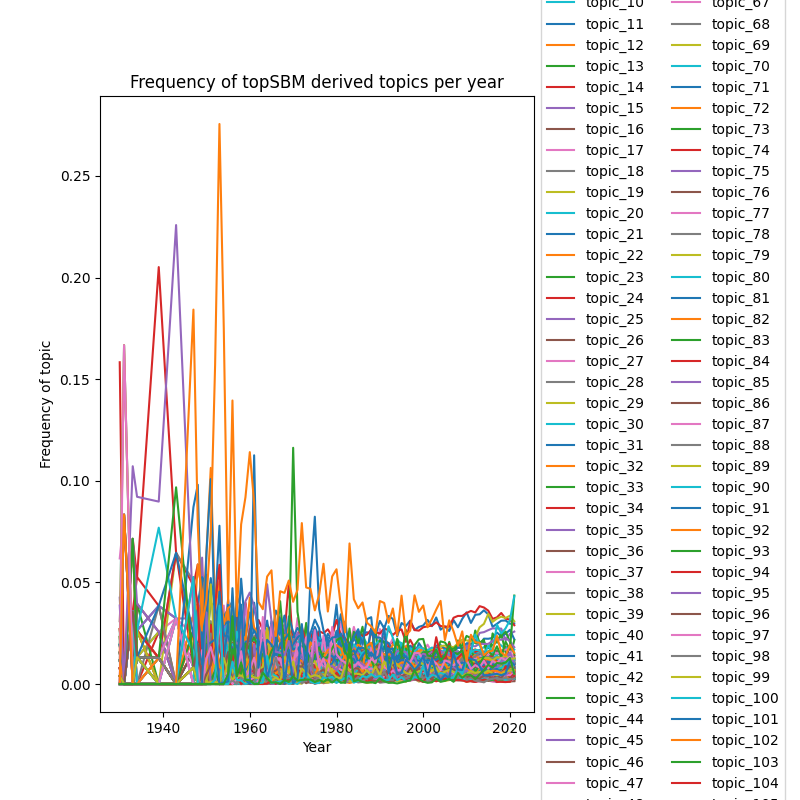 Frequency of topSBM derived topics per year
Frequency of topic
0.25
0.20
0.15
0.10
0.05
0.00
1940 1960 1980 2000 2020
Year
topic_10 topic_67
topic_11 topic_68
topic_12 topic_69
topic_13 topic_70
topic_14 topic_71
topic_15 topic_72
topic_16 topic_73
topic_17 topic_74
topic_18 topic_75
topic_19 topic_76
topic_20 topic_77
topic_21 topic_78
topic_22 topic_79
topic_23 topic_80
topic_24 topic_81
topic_25 topic_82
topic_26 topic_83
topic_27 topic_84
topic_28 topic_85
topic_29 topic_86
topic_30 topic_87
topic_31 topic_88
topic_32 topic_89
topic_33 topic_90
topic_34 topic_91
topic_35 topic_92
topic_36 topic_93
topic_37 topic_94
topic_38 topic_95
topic_39 topic_96
topic_40 topic_97
topic_41 topic_98
topic_42 topic_99
topic_43 topic_100
topic_44 topic_101
topic_45 topic_102
topic_46 topic_103
topic_47 topic_104